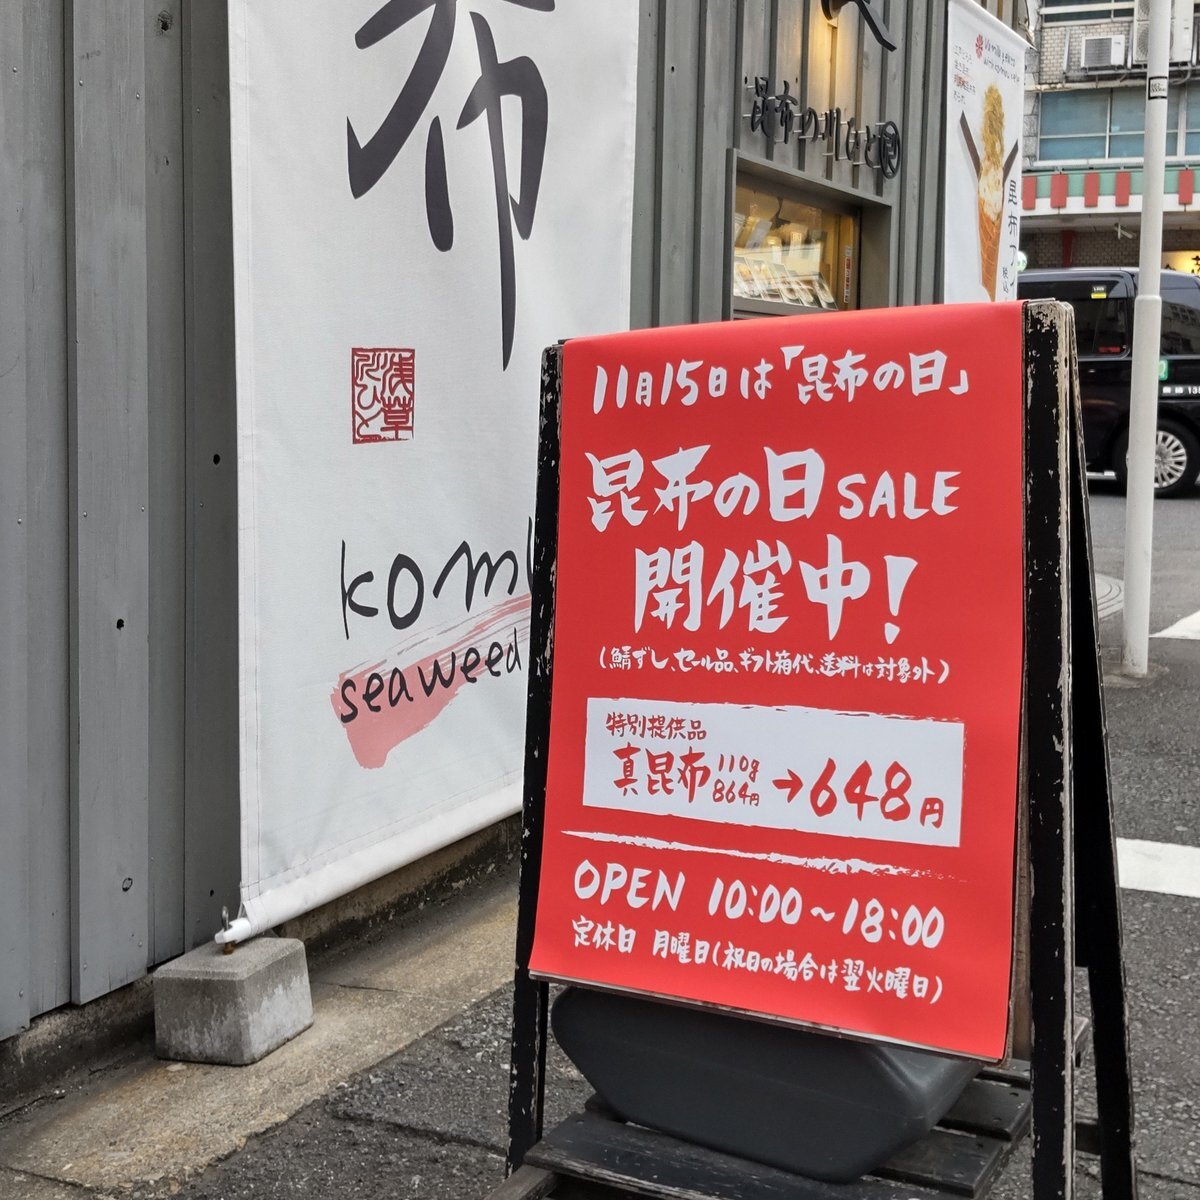 布
浅草
ひと
komb
seaweed
昆布の川ひと
昆布
11月15日は「昆布の日」
昆布の日SALE
開催中!
(鯖ずし、セール品、ギフト箱代、送料は対象外)
特別提供品
真昆布 110g 864円 → 648円
OPEN 10:00~18:00
定休日 月曜日(祝日の場合は翌火曜日)